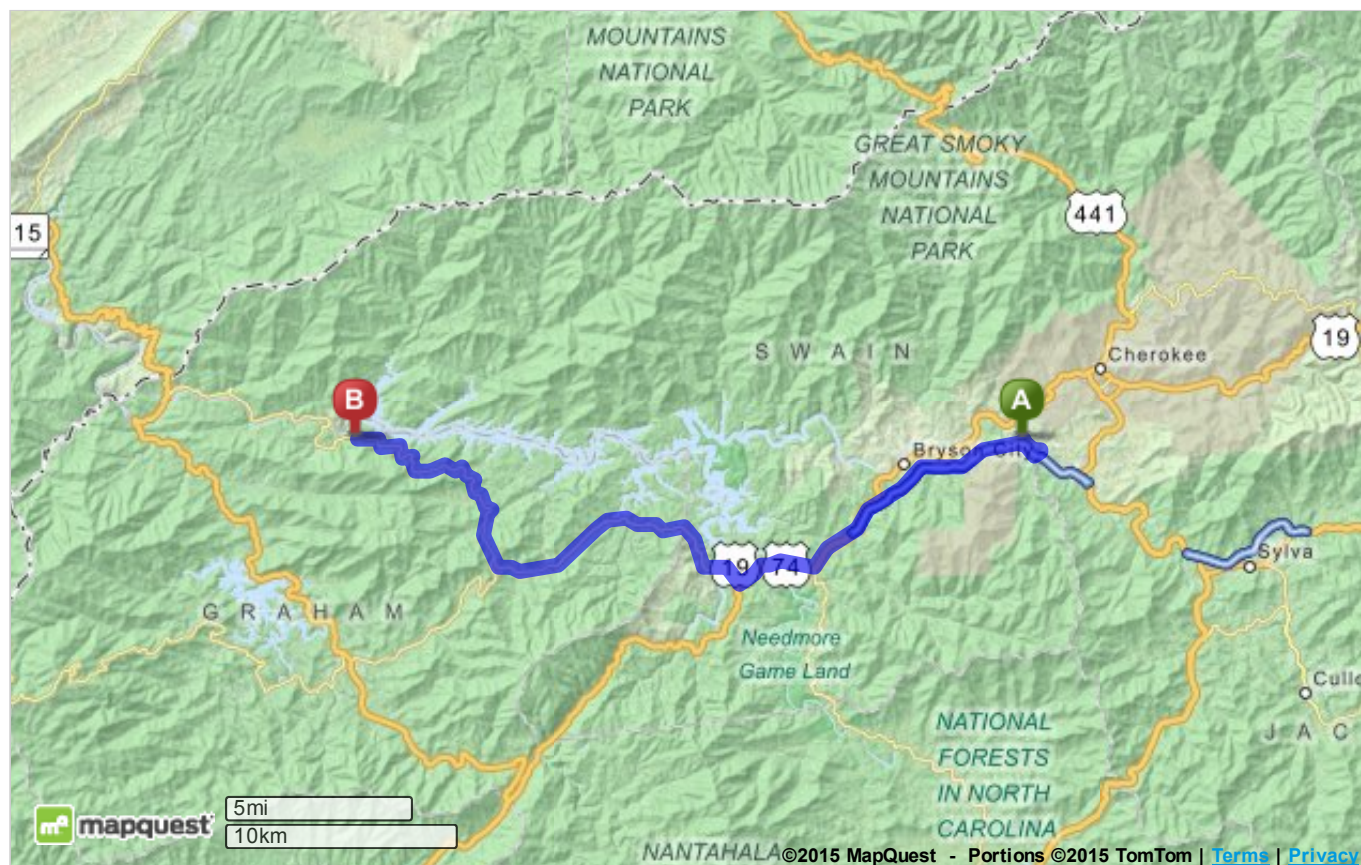 MOUNTAINS
NATIONAL
PARK
GREAT SMOKY
MOUNTAINS
NATIONAL
PARK
441
15
19
S W A I N
Cherokee
B
A
Bryson City
Sylva
19
74
G R A H A M
Needmore
Game Land
Cullo
NATIONAL
FORESTS
IN NORTH
CAROLINA
J A C
5mi
10km
mapquest
NANTAHALA
©2015 MapQuest - Portions ©2015 TomTom | Terms | Privacy